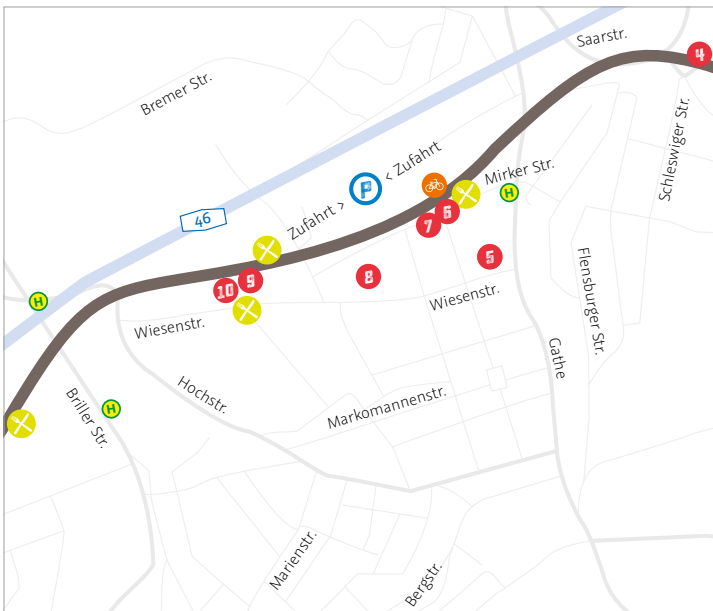 Saarstr.
4
Bremer Str.
Schleswiger Str.
< Zufahrt
P
Mirker Str.
H
Zufahrt >
6
7
46
5
8
9
10
H
Wiesenstr.
Wiesenstr.
Flensburger Str.
Gathe
Hochstr.
Markomannenstr.
Briller Str.
H
Marienstr.
Bergstr.